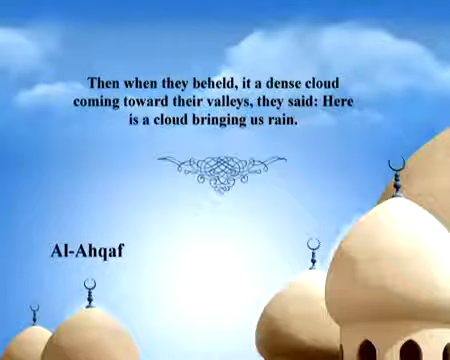 Then when they beheld, it a dense cloud
coming toward their valleys, they said: Here
is a cloud bringing us rain.
Al-Ahqaf